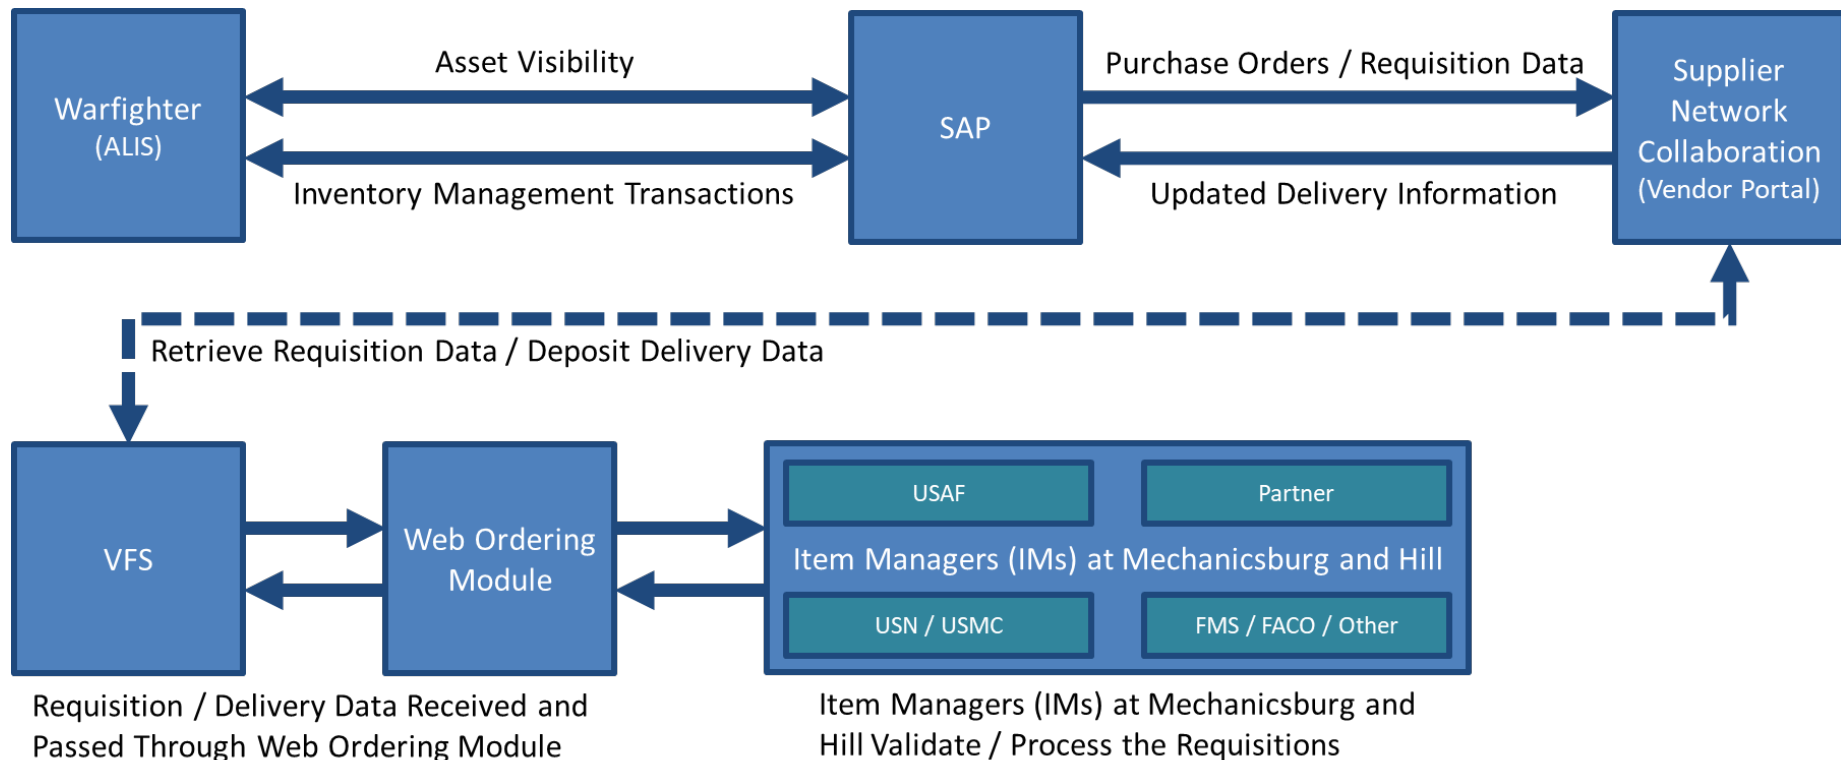 Asset Visibility
Purchase Orders / Requisition Data
Warfighter
(ALIS)
SAP
Supplier
Network
Collaboration
(Vendor Portal)
Inventory Management Transactions
Updated Delivery Information
Retrieve Requisition Data / Deposit Delivery Data
VFS
Web Ordering
Module
USAF
Partner
Item Managers (IMs) at Mechanicsburg and Hill
USN / USMC
FMS / FACO / Other
Requisition / Delivery Data Received and
Passed Through Web Ordering Module
Item Managers (IMs) at Mechanicsburg and
Hill Validate / Process the Requisitions